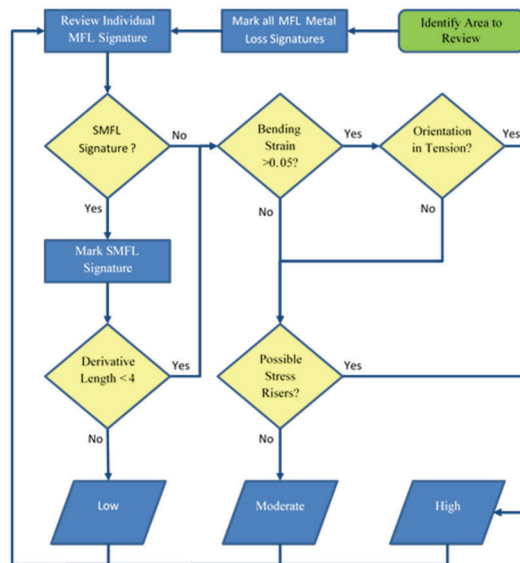 Review Individual
MFL Signature
Mark all MFL Metal
Loss Signatures
Identify Area to
Review
SMFL
Signature?
No
Bending
Strain
>0.05?
Yes
Orientation
in Tension?
Yes
Yes
No
No
Mark SMFL
Signature
Derivative
Length <4
Yes
Possible
Stress
Risers?
Yes
No
No
Low
Moderate
High